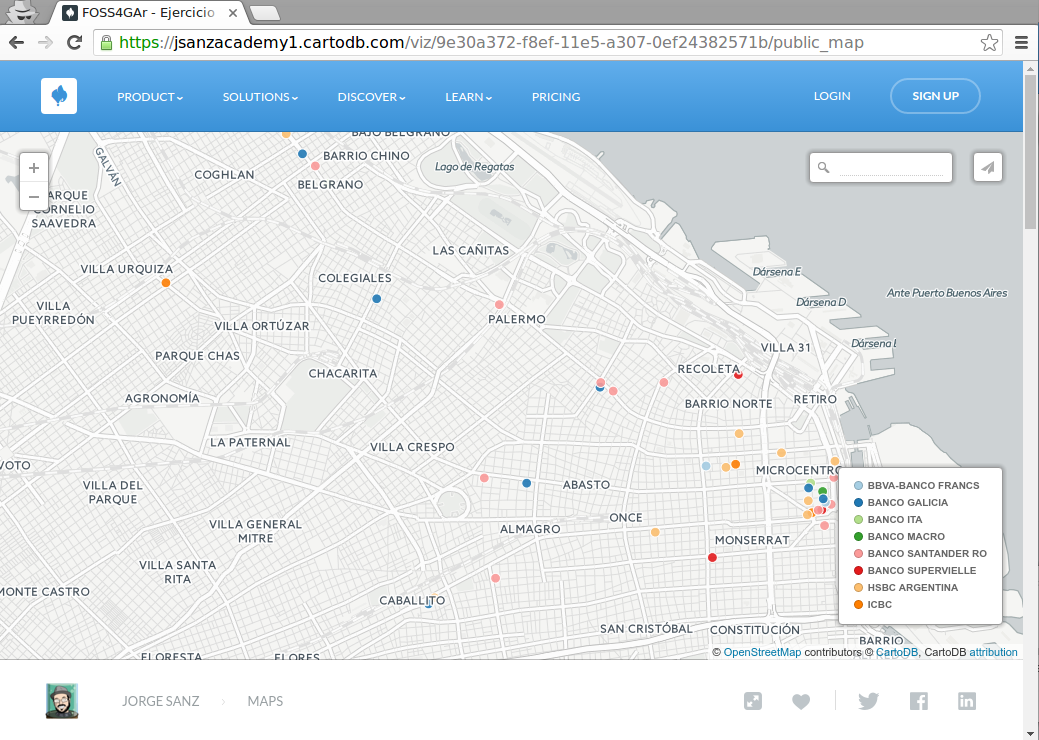 FOSS4GAr - Ejercicio
https://jsanzacademy1.cartodb.com/viz/9e30a372-f8ef-11e5-a307-0ef24382571b/public_map
PRODUCT SOLUTIONS DISCOVER LEARN PRICING LOGIN SIGN UP
BAJO BELGRANO
GALVÁN
BARRIO CHINO
Lago de Regatas
COGHLAN
BELGRANO
+
−
PARQUE
CORNELIO
SAAVEDRA
LAS CAÑITAS
VILLA URQUIZA
COLEGIALES
Dársena E
Ante Puerto Buenos Aires
Dársena D
VILLA
PUEYRREDÓN
PALERMO
VILLA ORTÚZAR
Dársena
VILLA 31
PARQUE CHAS
CHACARITA
RECOLETA
AGRONOMÍA
BARRIO NORTE
RETIRO
LA PATERNAL
VILLA CRESPO
VOTO
MICROCENTRO
VILLA DEL
PARQUE
ABASTO
BBVA-BANCO FRANCS
BANCO GALICIA
BANCO ITA
BANCO MACRO
BANCO SANTANDER RO
BANCO SUPERVIELLE
HSBC ARGENTINA
ICBC
VILLA GENERAL
MITRE
ALMAGRO
ONCE
MONSERRAT
VILLA SANTA
RITA
MONTE CASTRO
CABALLITO
SAN CRISTÓBAL
CONSTITUCIÓN
BARRIO
FLORESTA
FLORES
© OpenStreetMap contributors © CartoDB, CartoDB attribution
JORGE SANZ › MAPS